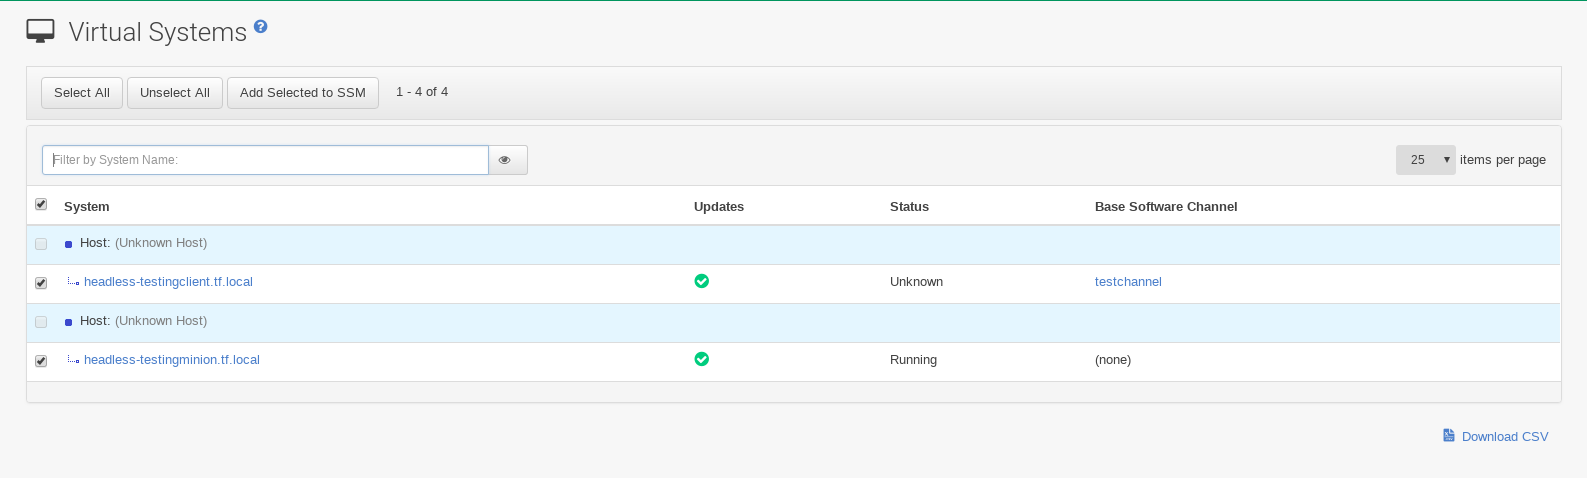 Virtual Systems
Select All Unselect All Add Selected to SSM 1 - 4 of 4
Filter by System Name: 25 items per page
System Updates Status Base Software Channel
Host: (Unknown Host)
headless-testingclient.tf.local Unknown testchannel
Host: (Unknown Host)
headless-testingminion.tf.local Running (none)
Download CSV